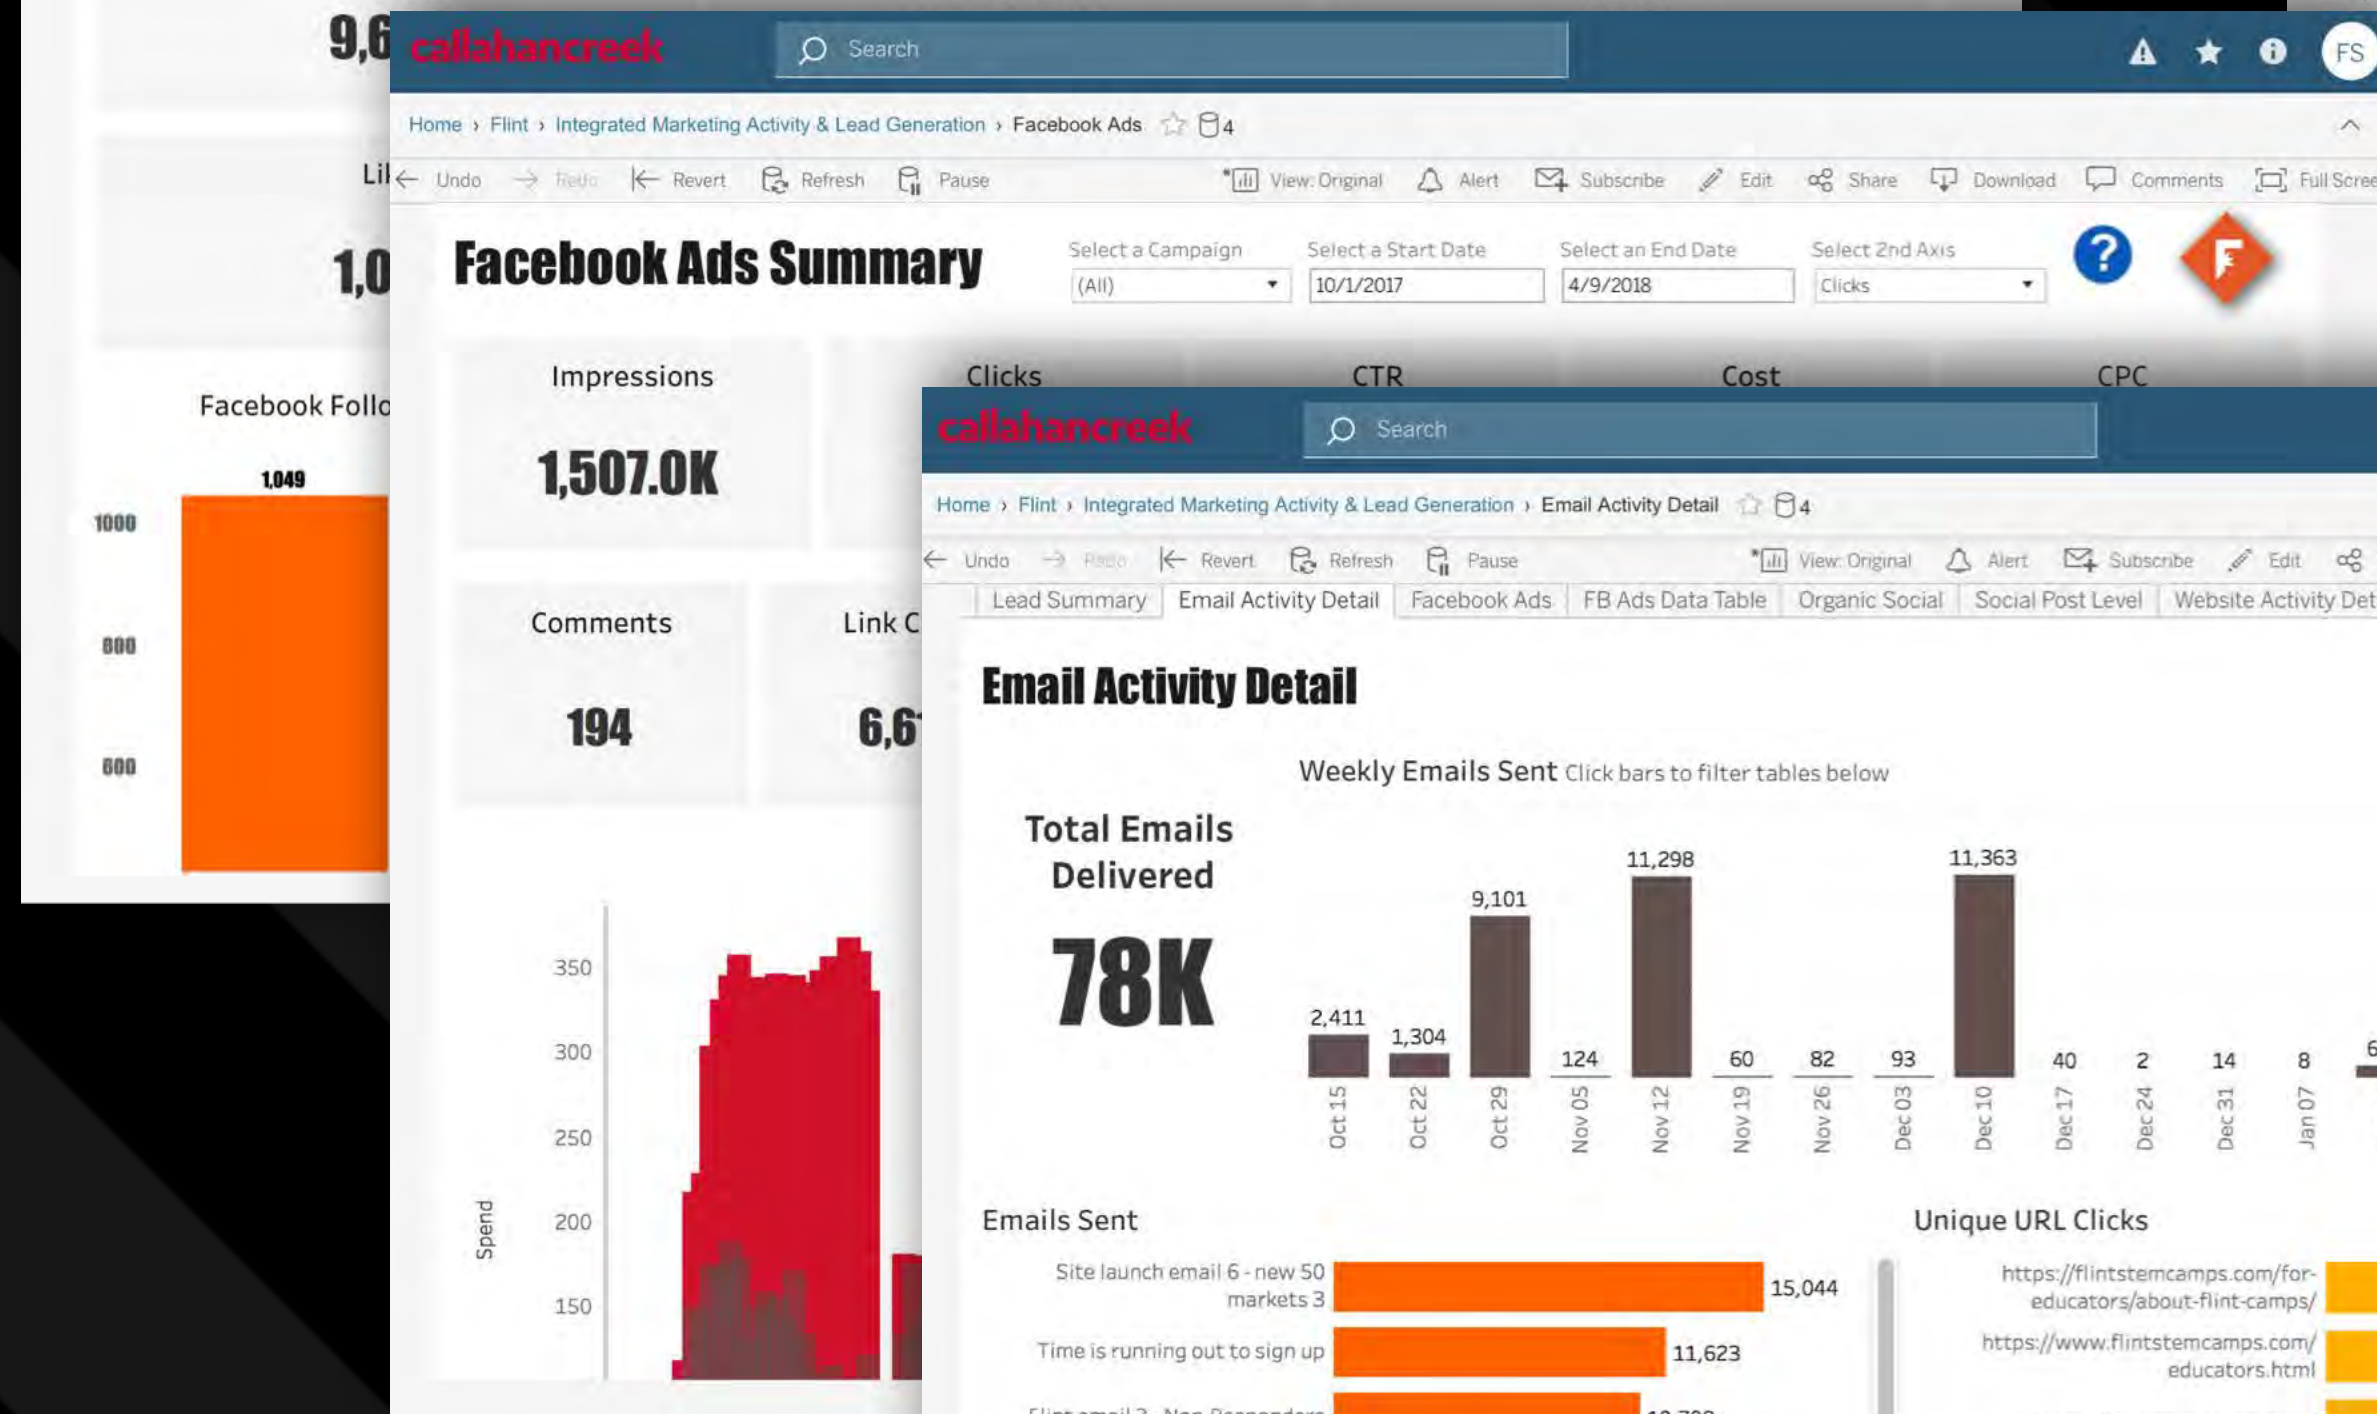 9,6
1,0
Facebook Follo
1,049
1000
800
600
callahancreek
Search
FS
Home › Flint › Integrated Marketing Activity & Lead Generation › Facebook Ads 4
Undo Redo Revert Refresh Pause View: Original Alert Subscribe Edit Share Download Comments Full Scree
Facebook Ads Summary
Select a Campaign Select a Start Date Select an End Date Select 2nd Axis
(All) 10/1/2017 4/9/2018 Clicks
?
F
Impressions Clicks CTR Cost CPC
1,507.0K
Comments Link C
194
350
300
250
200
150
Spend
callahancreek
Search
Home › Flint › Integrated Marketing Activity & Lead Generation › Email Activity Detail 4
Undo Redo Revert Refresh Pause View: Original Alert Subscribe Edit
Lead Summary Email Activity Detail Facebook Ads FB Ads Data Table Organic Social Social Post Level Website Activity Det
Email Activity Detail
Weekly Emails Sent Click bars to filter tables below
Total Emails
Delivered
78K
2,411 1,304 9,101 124 11,298 60 82 93 11,363 40 2 14 8 6
Oct 15 Oct 22 Oct 29 Nov 05 Nov 12 Nov 19 Nov 26 Dec 03 Dec 10 Dec 17 Dec 24 Dec 31 Jan 07
Emails Sent
Site launch email 6 - new 50
markets 3
15,044
Time is running out to sign up 11,623
Unique URL Clicks
https://flintstemcamps.com/for-
educators/about-flint-camps/
https://www.flintstemcamps.com/
educators.html